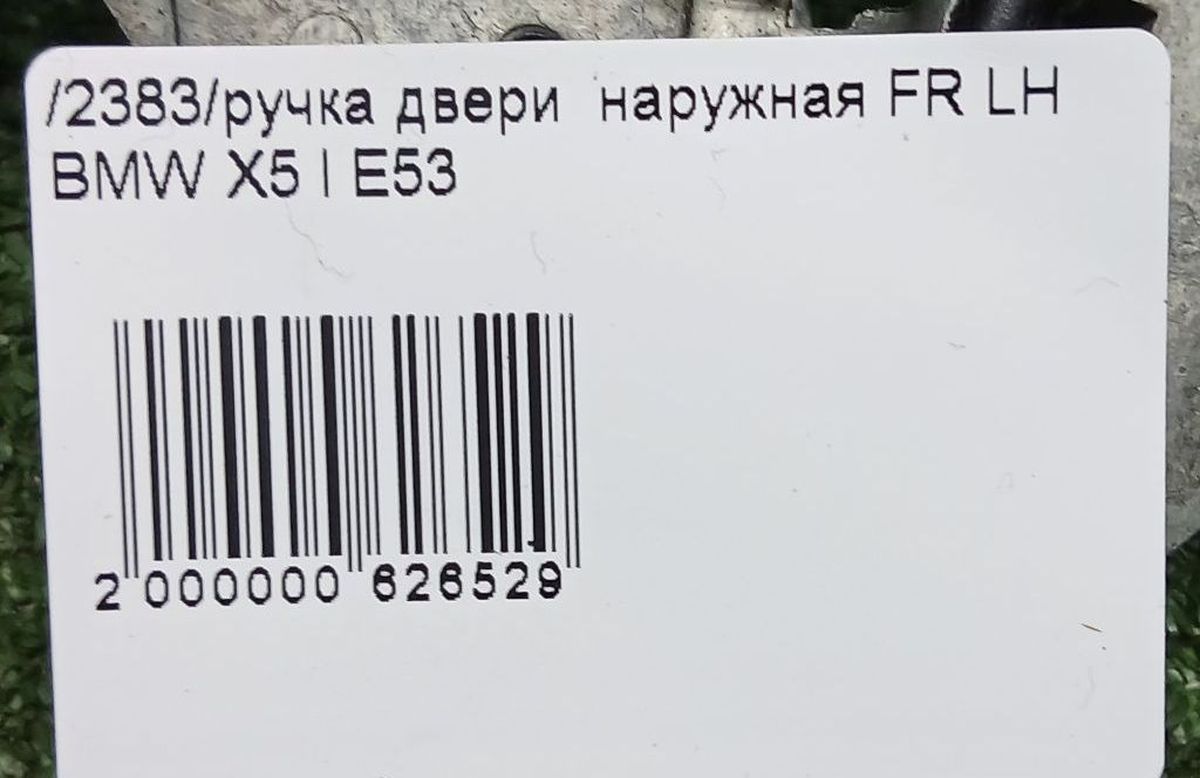 /2383/ручка двери наружная FR LH
BMW X5 I E53
2 000000 626529